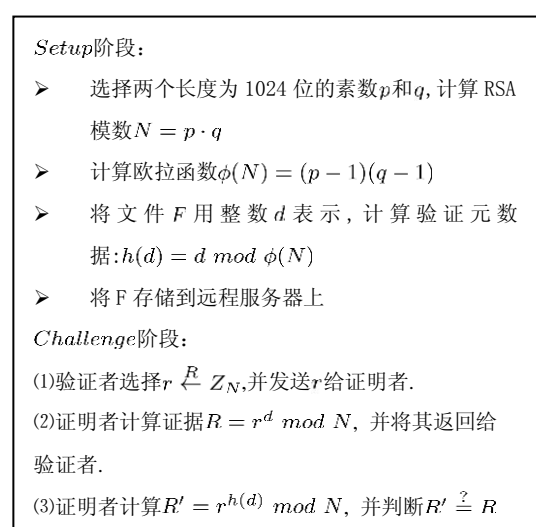 Setup阶段:
➢ 选择两个长度为 1024 位的素数p和q, 计算 RSA
模数N = p · q
➢ 计算欧拉函数ϕ(N) = (p − 1)(q − 1)
➢ 将文件 F 用整数 d 表示, 计算验证元数
据:h(d) = d mod ϕ(N)
➢ 将 F 存储到远程服务器上
Challenge阶段:
⑴验证者选择r ←R Z_N,并发送r给证明者.
⑵证明者计算证据R = r^d mod N, 并将其返回给
验证者.
⑶证明者计算R′ = r^{h(d)} mod N, 并判断R′ ≟ R